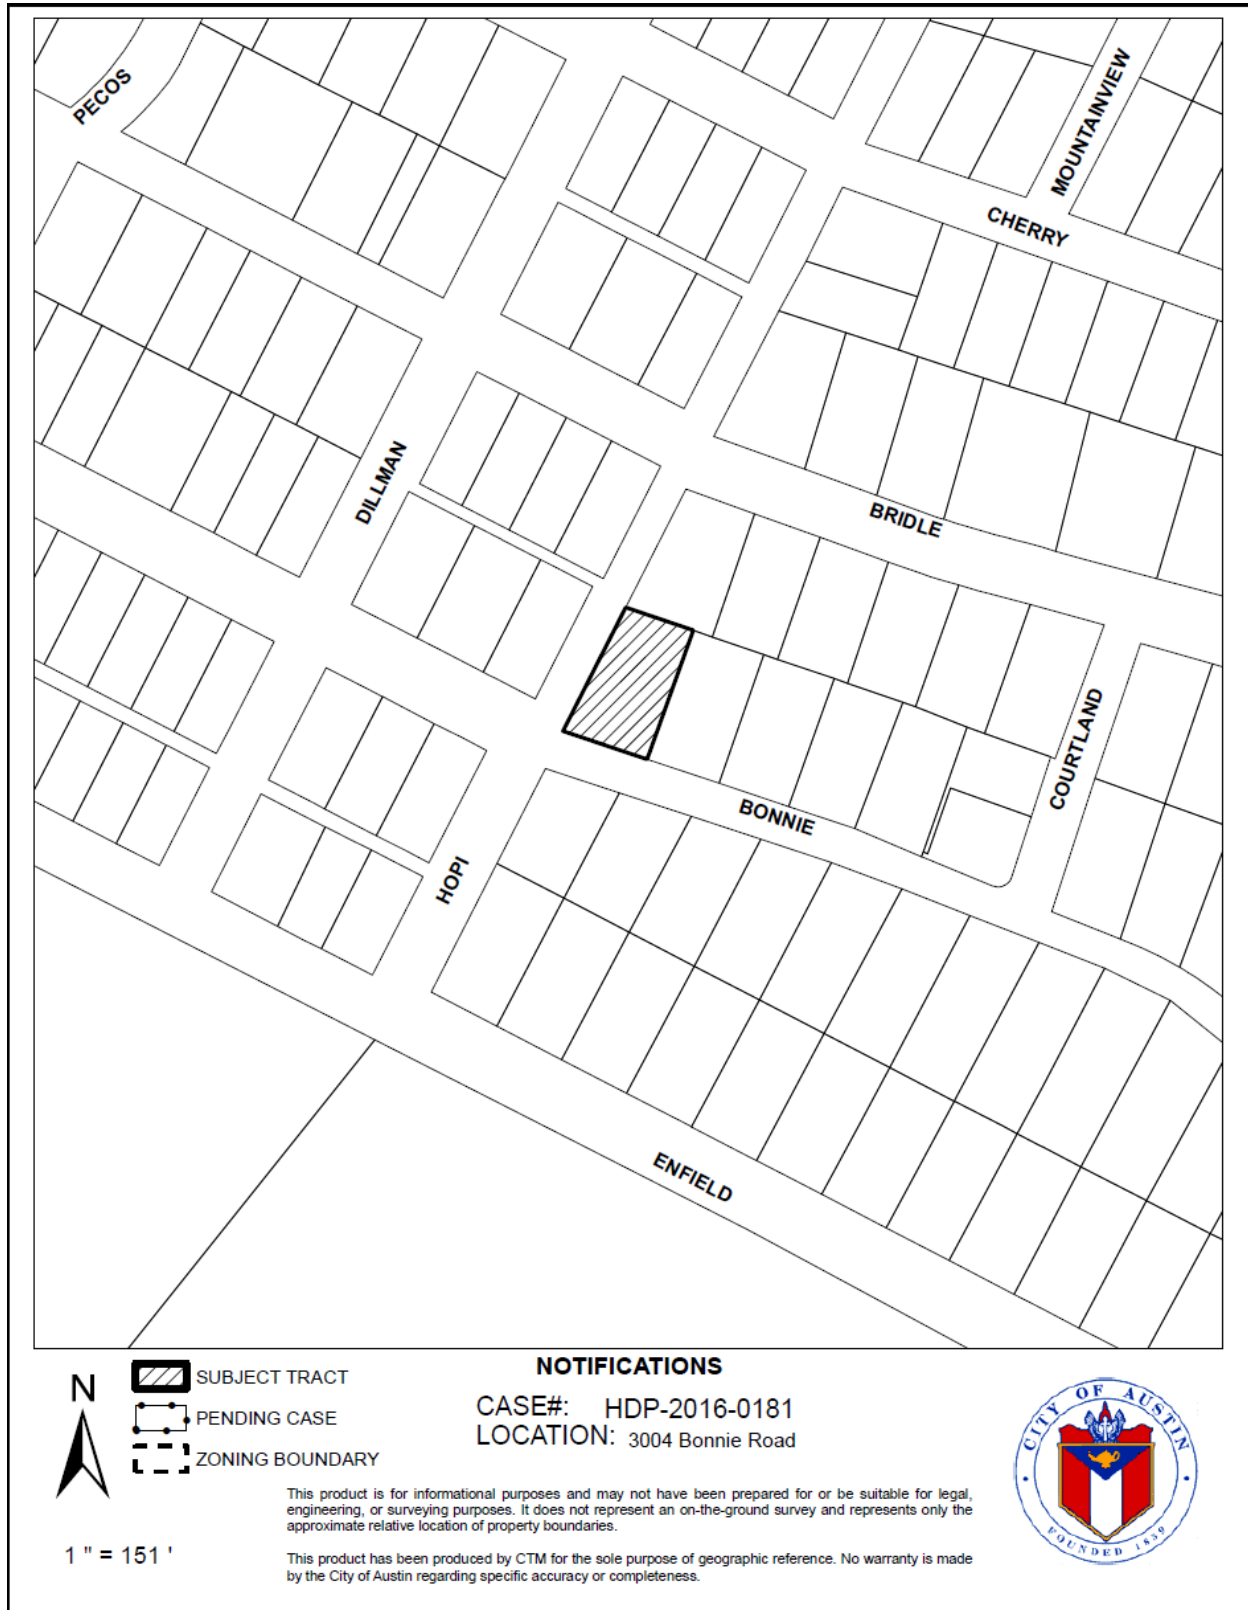 PECOS
MOUNTAINVIEW
CHERRY
DILLMAN
BRIDLE
COURTLAND
BONNIE
HOPI
ENFIELD
NOTIFICATIONS
N
SUBJECT TRACT
PENDING CASE
ZONING BOUNDARY
CASE#: HDP-2016-0181
LOCATION: 3004 Bonnie Road
This product is for informational purposes and may not have been prepared for or be suitable for legal,
engineering, or surveying purposes. It does not represent an on-the-ground survey and represents only the
approximate relative location of property boundaries.
1 " = 151 '
This product has been produced by CTM for the sole purpose of geographic reference. No warranty is made
by the City of Austin regarding specific accuracy or completeness.
CITY OF AUSTIN
FOUNDED 1839